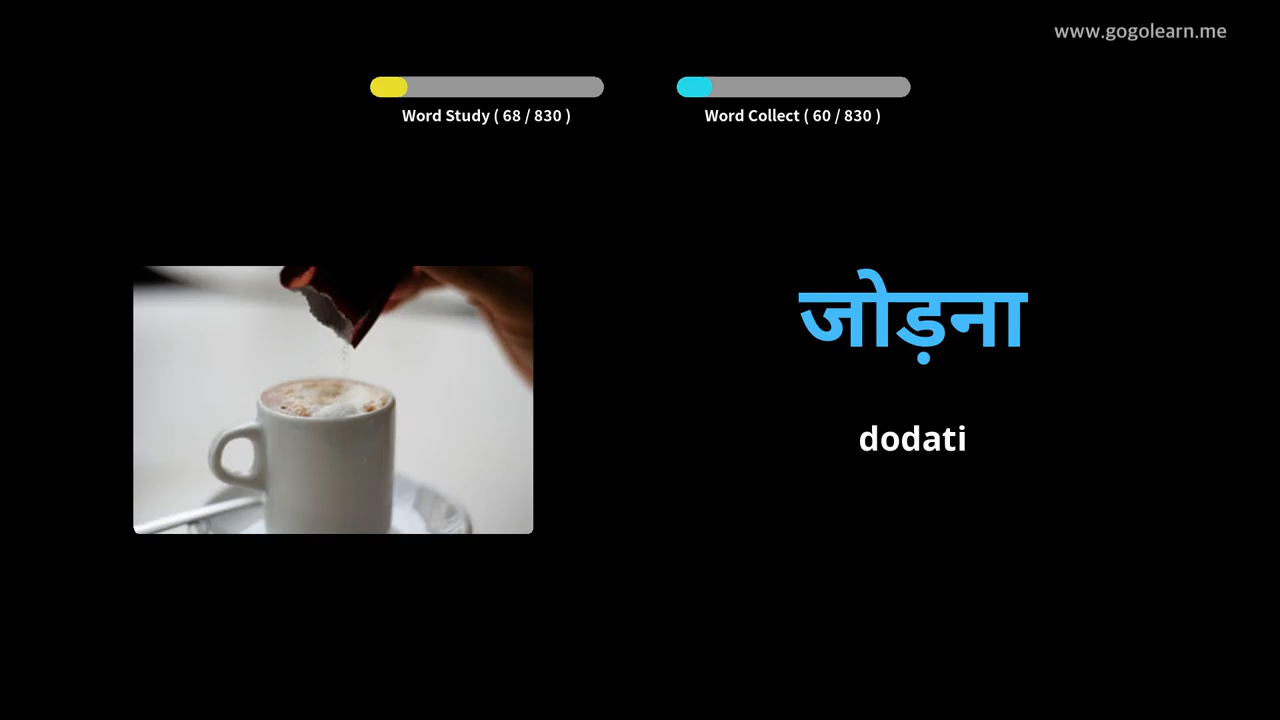 www.gogolearn.me
Word Study ( 68 / 830 )
Word Collect ( 60 / 830 )
जोड़ना
dodati